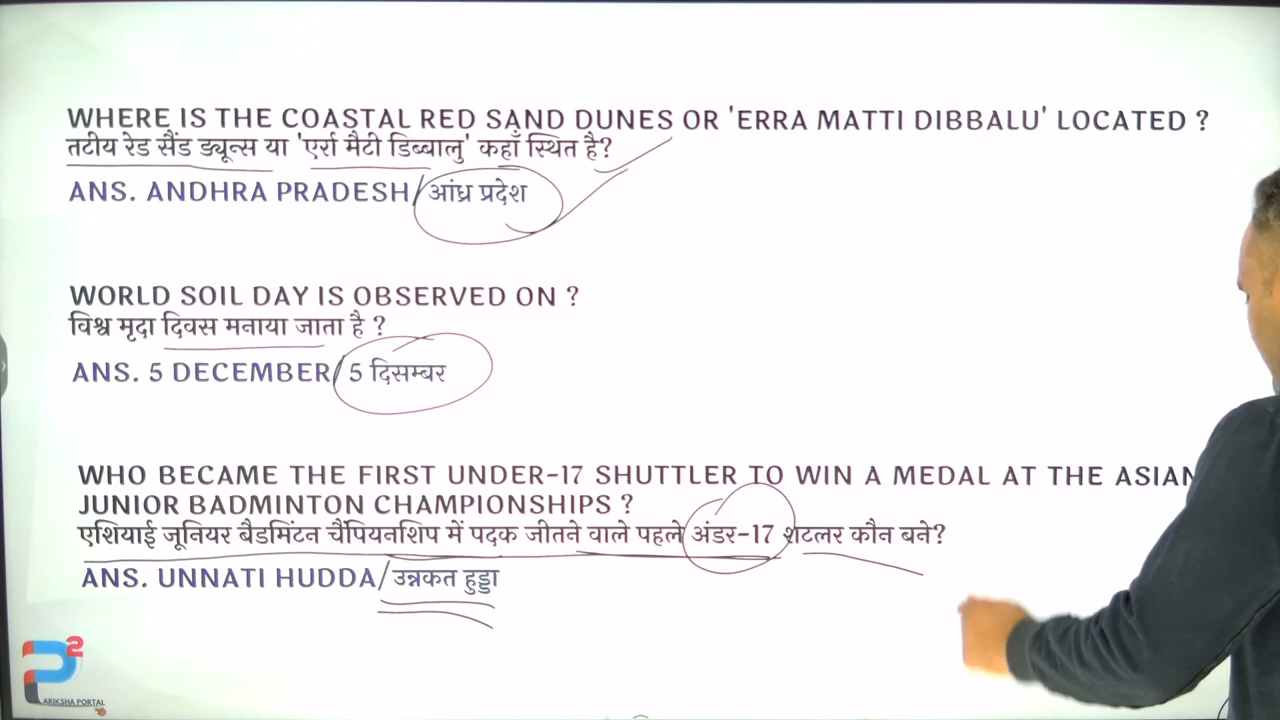 WHERE IS THE COASTAL RED SAND DUNES OR 'ERRA MATTI DIBBALU' LOCATED ?
तटीय रेड सैंड ड्यून्स या 'एर्रा मैटी डिब्बालु' कहाँ स्थित है?
ANS. ANDHRA PRADESH/आंध्र प्रदेश
WORLD SOIL DAY IS OBSERVED ON ?
विश्व मृदा दिवस मनाया जाता है ?
ANS. 5 DECEMBER/5 दिसम्बर
WHO BECAME THE FIRST UNDER-17 SHUTTLER TO WIN A MEDAL AT THE ASIAN
JUNIOR BADMINTON CHAMPIONSHIPS ?
एशियाई जूनियर बैडमिंटन चैंपियनशिप में पदक जीतने वाले पहले अंडर-17 शटलर कौन बने?
ANS. UNNATI HUDDA/उन्नकत हुड्डा
P2
ARIKSHA PORTAL